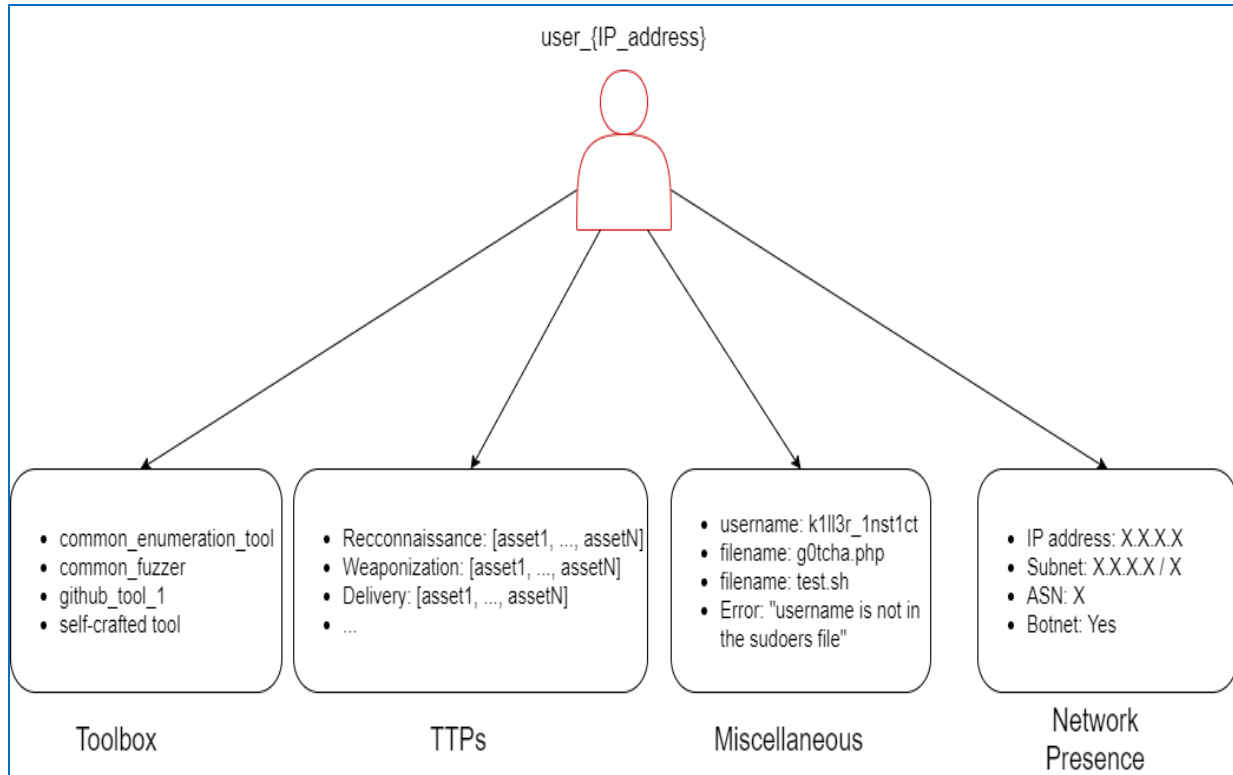 user_{IP_address}
• common_enumeration_tool
• common_fuzzer
• github_tool_1
• self-crafted tool
Toolbox
• Recconnaissance: [asset1, ..., assetN]
• Weaponization: [asset1, ..., assetN]
• Delivery: [asset1, ..., assetN]
• ...
TTPs
• username: k1ll3r_1nst1ct
• filename: g0tcha.php
• filename: test.sh
• Error: "username is not in
the sudoers file"
Miscellaneous
• IP address: X.X.X.X
• Subnet: X.X.X.X / X
• ASN: X
• Botnet: Yes
Network
Presence